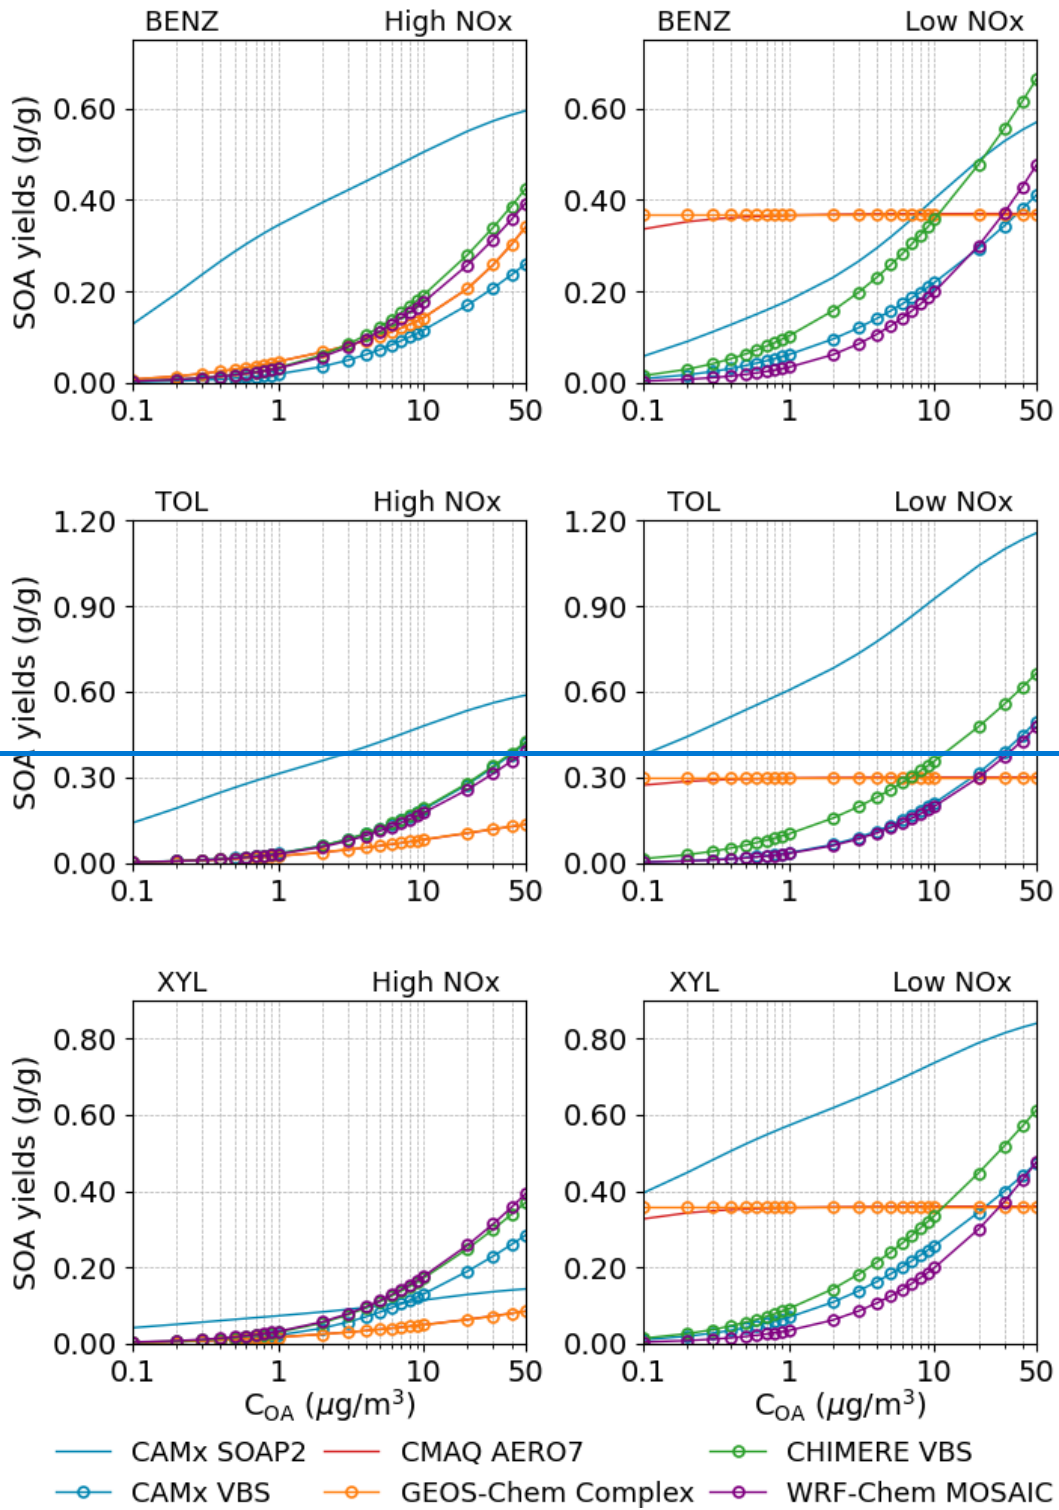 BENZ High NOx BENZ Low NOx
SOA yields (g/g)
0.60
0.40
0.20
0.00
0.1 1 10 50
0.60
0.40
0.20
0.00
0.1 1 10 50
TOL High NOx TOL Low NOx
SOA yields (g/g)
1.20
0.90
0.60
0.30
0.00
0.1 1 10 50
1.20
0.90
0.60
0.30
0.00
0.1 1 10 50
XYL High NOx XYL Low NOx
SOA yields (g/g)
0.80
0.60
0.40
0.20
0.00
0.1 1 10 50
0.80
0.60
0.40
0.20
0.00
0.1 1 10 50
C_OA (μg/m³) C_OA (μg/m³)
CAMx SOAP2 CMAQ AERO7 CHIMERE VBS
CAMx VBS GEOS-Chem Complex WRF-Chem MOSAIC